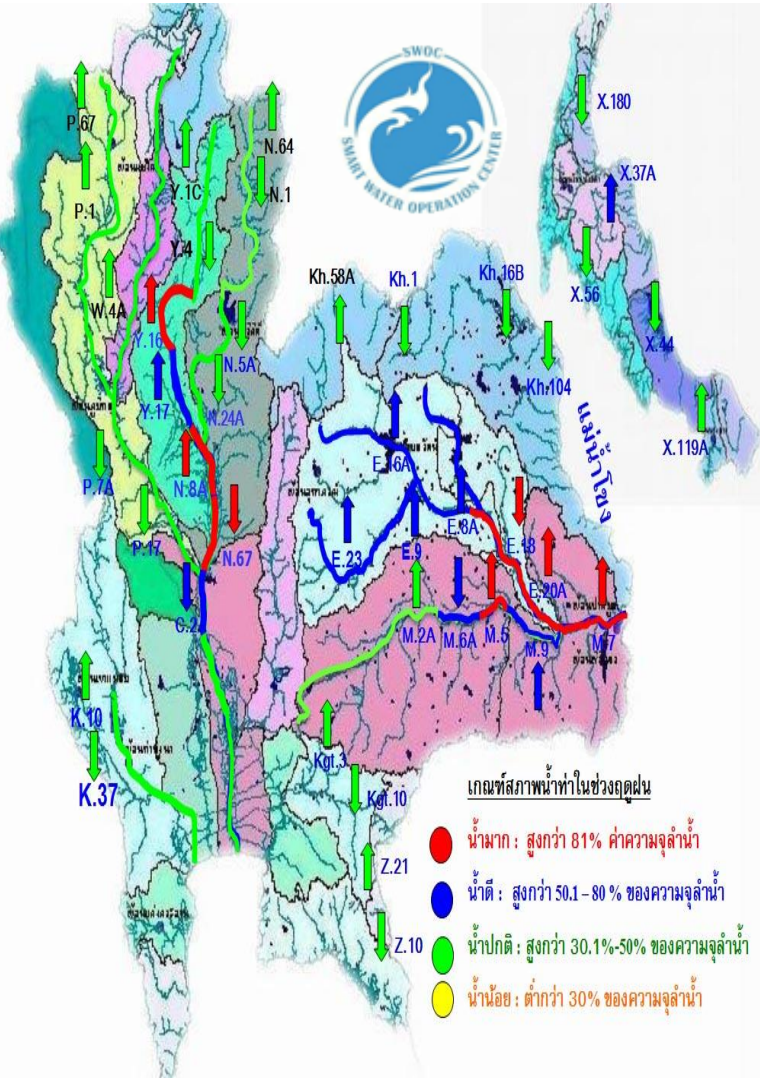 SWOC
SMART WATER OPERATION CENTER
P.67
N.64
X.180
P.1
Y.1C
N.1
X.37A
Y.4
W.4A
Kh.58A
Kh.1
Kh.16B
X.56
X.44
Y.16
N.5A
Kh.104
แม่น้ำโขง
Y.17
N.24A
X.119A
P.7A
N.8A
E.16A
P.17
N.67
E.23
E.9
E.8A
E.18
C.2
E.20A
M.2A
M.6A
M.5
M.9
M.7
K.10
K.37
Kgt.3
Kgt.10
Z.21
Z.10
เกณฑ์สภาพน้ำท่าในช่วงฤดูฝน
น้ำมาก : สูงกว่า 81% ค่าความจุลำน้ำ
น้ำดี : สูงกว่า 50.1 – 80 % ของความจุลำน้ำ
น้ำปกติ : สูงกว่า 30.1%-50% ของความจุลำน้ำ
น้ำน้อย : ต่ำกว่า 30% ของความจุลำน้ำ